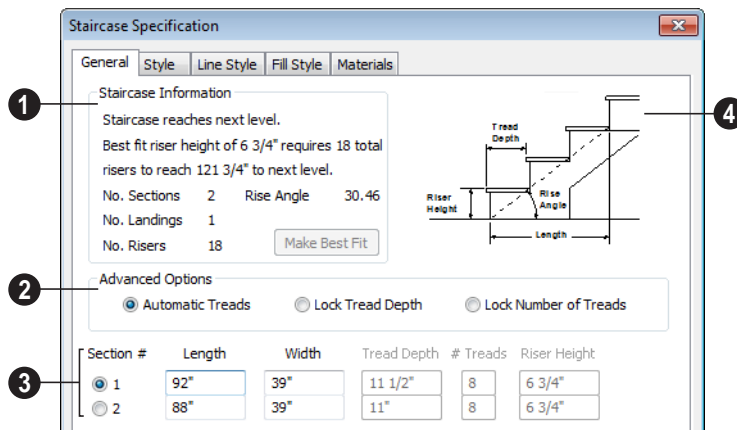 Staircase Specification
General Style Line Style Fill Style Materials
1
Staircase Information
Staircase reaches next level.
Best fit riser height of 6 3/4" requires 18 total
risers to reach 121 3/4" to next level.
No. Sections 2 Rise Angle 30.46
No. Landings 1
No. Risers 18 Make Best Fit
Tread
Depth
Riser
Height
Rise
Angle
Length
4
2
Advanced Options
Automatic Treads Lock Tread Depth Lock Number of Treads
3
Section # Length Width Tread Depth # Treads Riser Height
1 92" 39" 11 1/2" 8 6 3/4"
2 88" 39" 11" 8 6 3/4"